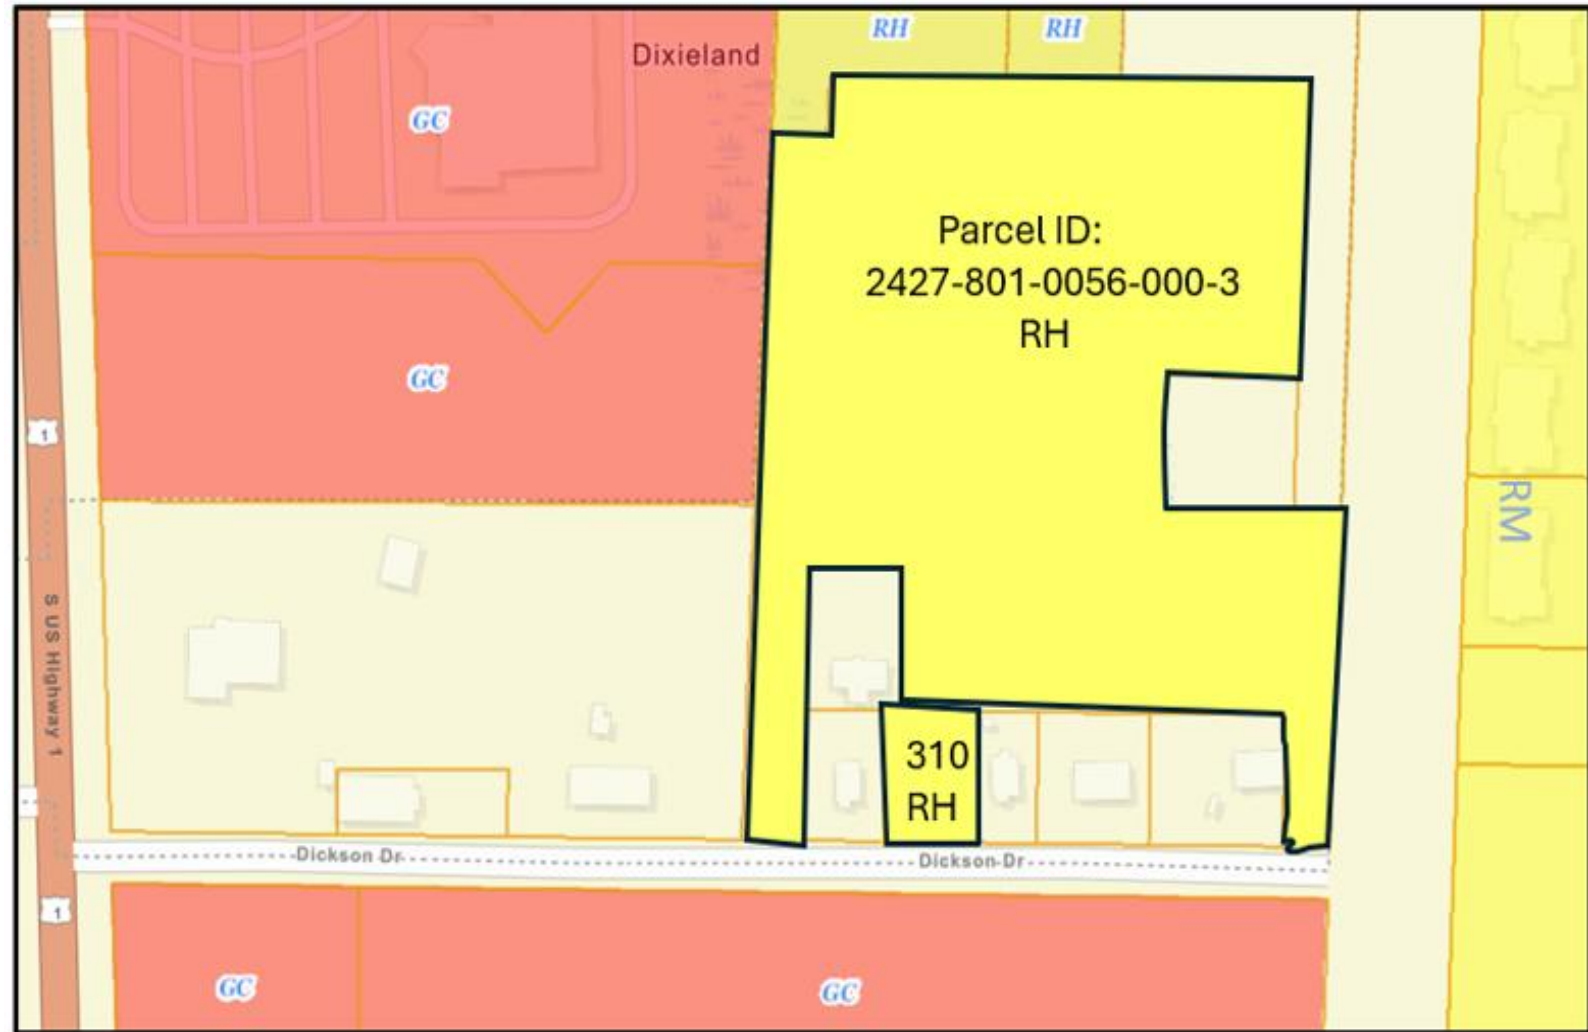 RH
RH
Dixieland
GC
Parcel ID:
2427-801-0056-000-3
RH
GC
1
RM
S US Highway 1
310
RH
Dickson Dr
Dickson Dr
1
GC
GC